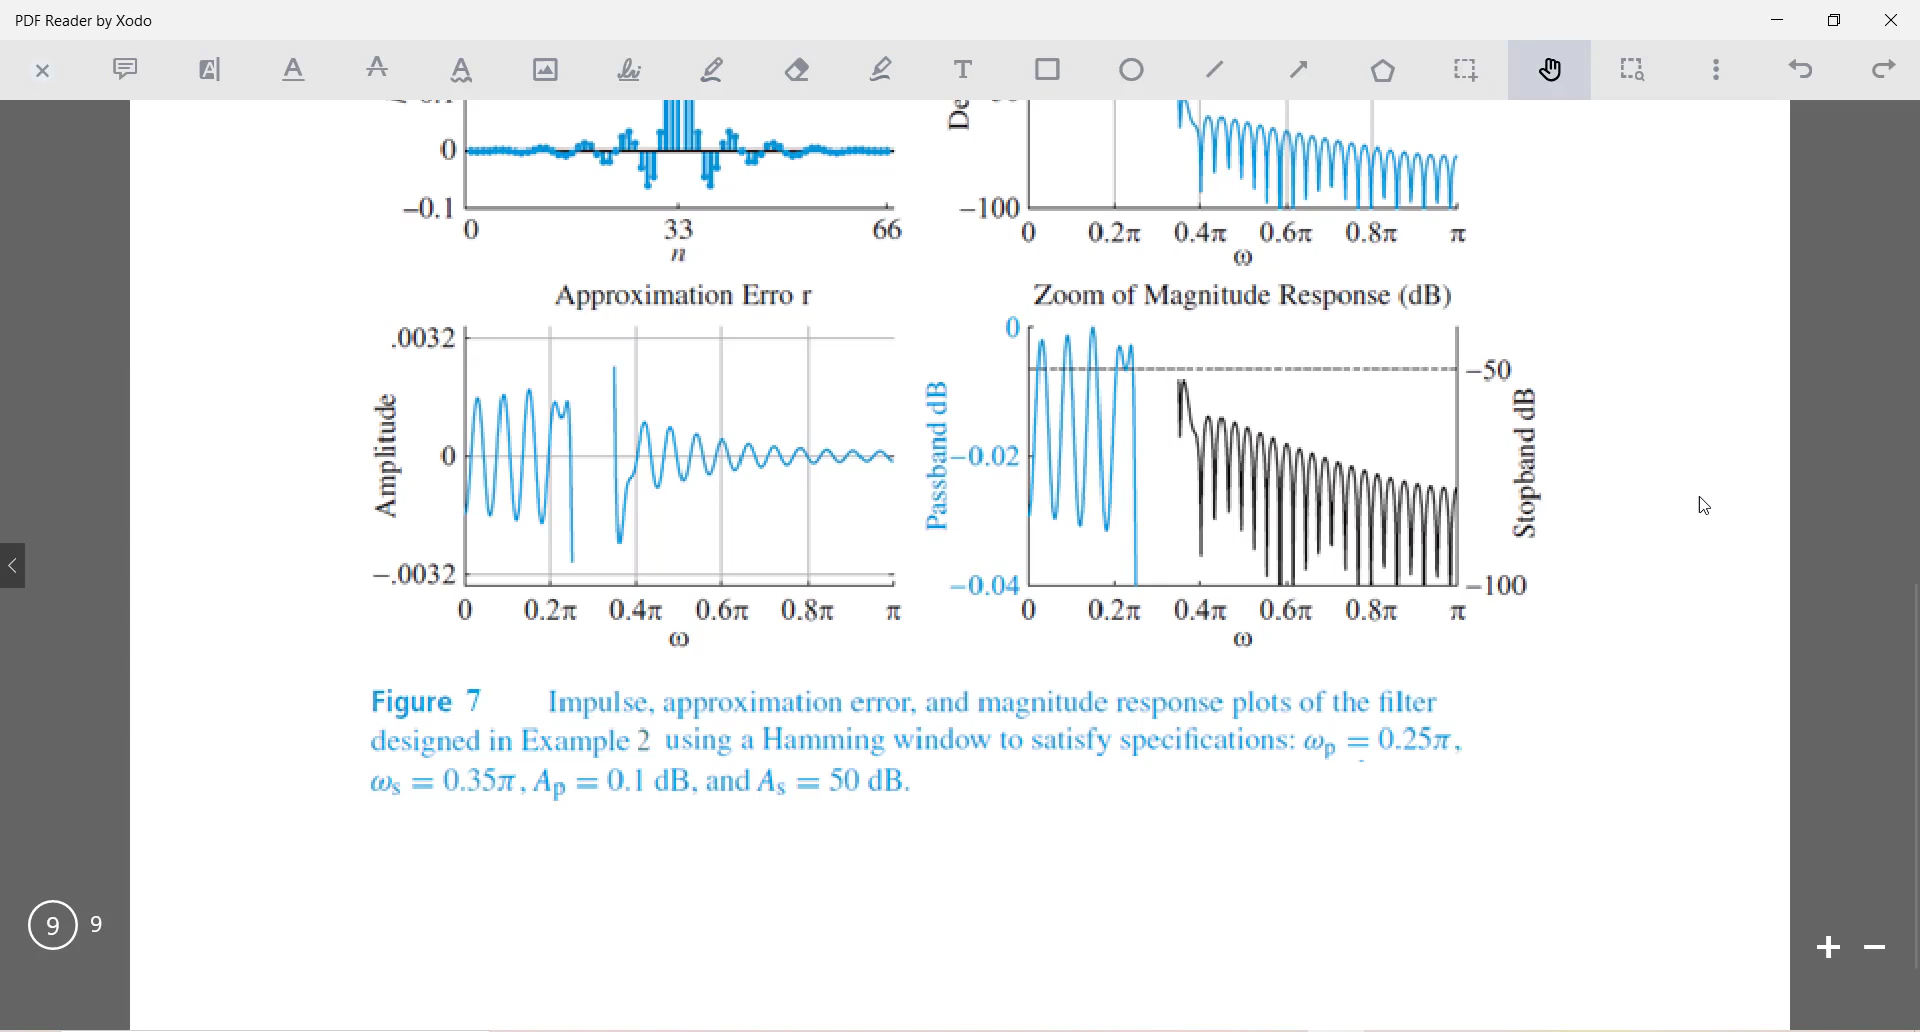 PDF Reader by Xodo
0
−0.1
0
33
66
n
De
−100
0
0.2π
0.4π
0.6π
0.8π
π
ω
Approximation Erro r
.0032
0
−.0032
Amplitude
0
0.2π
0.4π
0.6π
0.8π
π
ω
Zoom of Magnitude Response (dB)
0
−0.02
−0.04
Passband dB
−50
−100
Stopband dB
0
0.2π
0.4π
0.6π
0.8π
π
ω
Figure 7 Impulse, approximation error, and magnitude response plots of the filter
designed in Example 2 using a Hamming window to satisfy specifications: ωp = 0.25π,
ωs = 0.35π, Ap = 0.1 dB, and As = 50 dB.
9 9